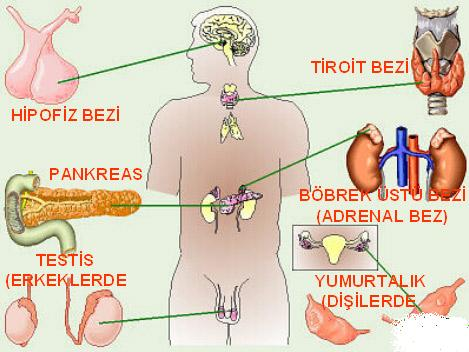 HİPOFİZ BEZİ
TİROİT BEZİ
PANKREAS
BÖBREK ÜSTÜ BEZİ
(ADRENAL BEZ)
TESTİS
(ERKEKLERDE
YUMURTALIK
(DİŞİLERDE